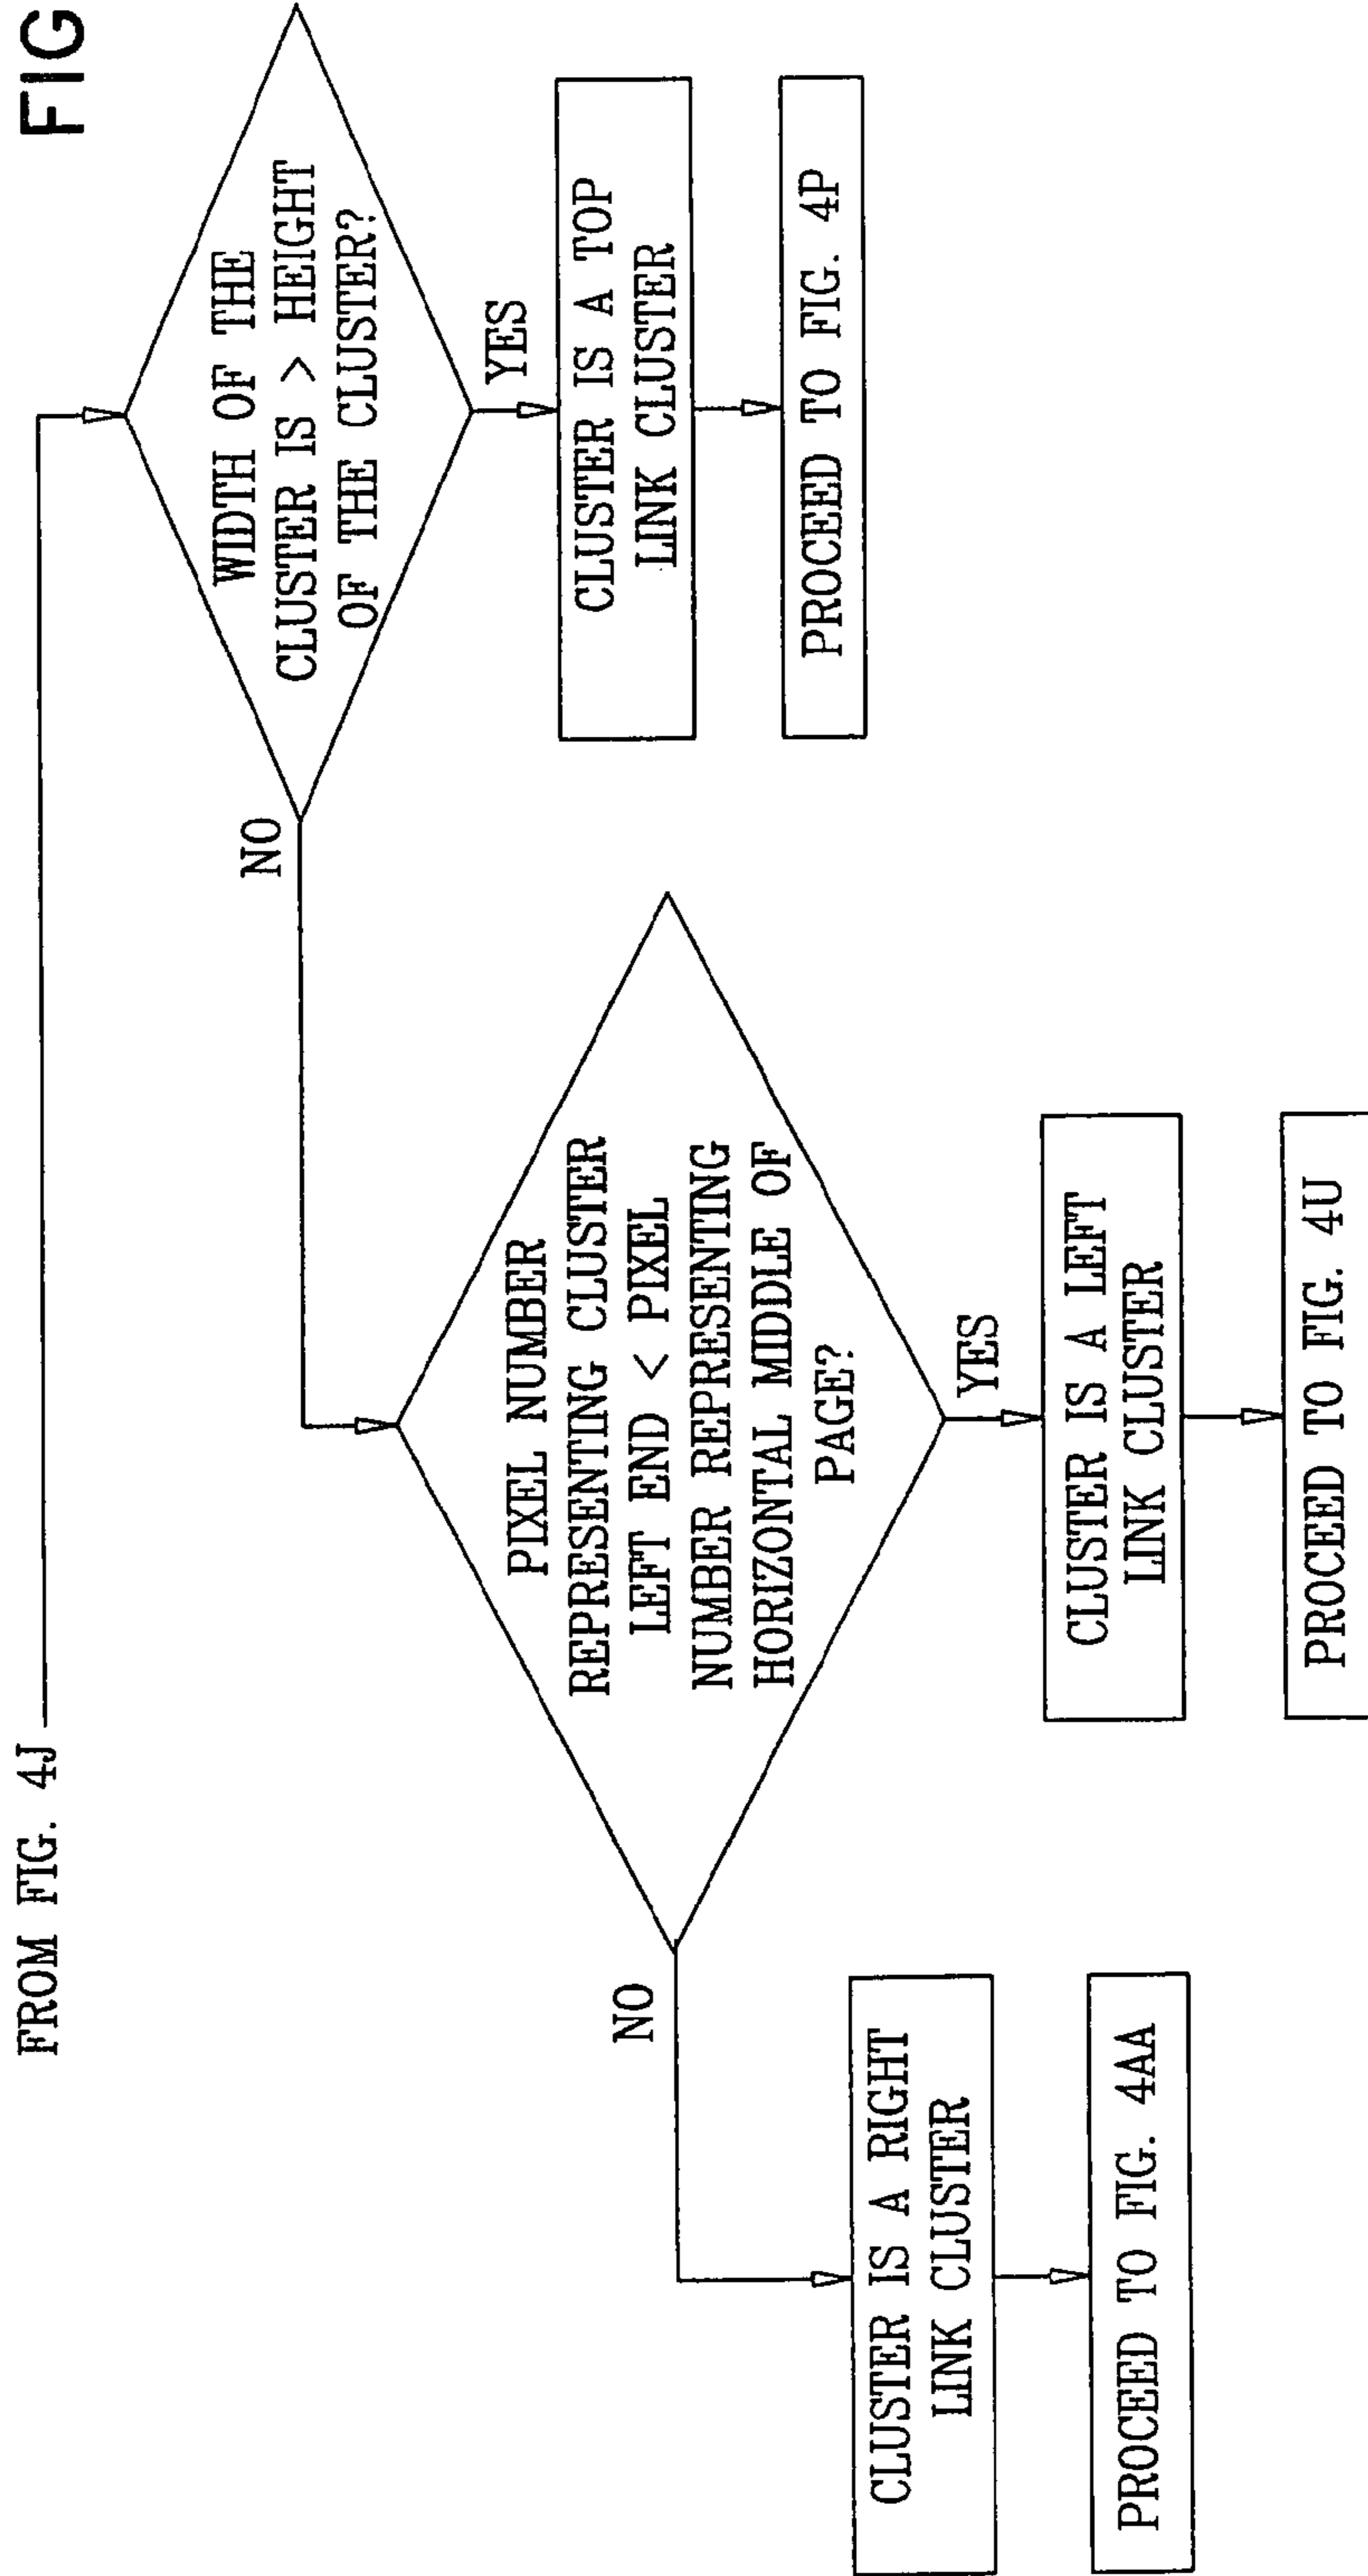 FIG
FROM FIG. 4J
WIDTH OF THE
CLUSTER IS > HEIGHT
OF THE CLUSTER?
NO
YES
CLUSTER IS A TOP
LINK CLUSTER
PROCEED TO FIG. 4P
PIXEL NUMBER
REPRESENTING CLUSTER
LEFT END < PIXEL
NUMBER REPRESENTING
HORIZONTAL MIDDLE OF
PAGE?
NO
YES
CLUSTER IS A LEFT
LINK CLUSTER
PROCEED TO FIG. 4U
CLUSTER IS A RIGHT
LINK CLUSTER
PROCEED TO FIG. 4AA